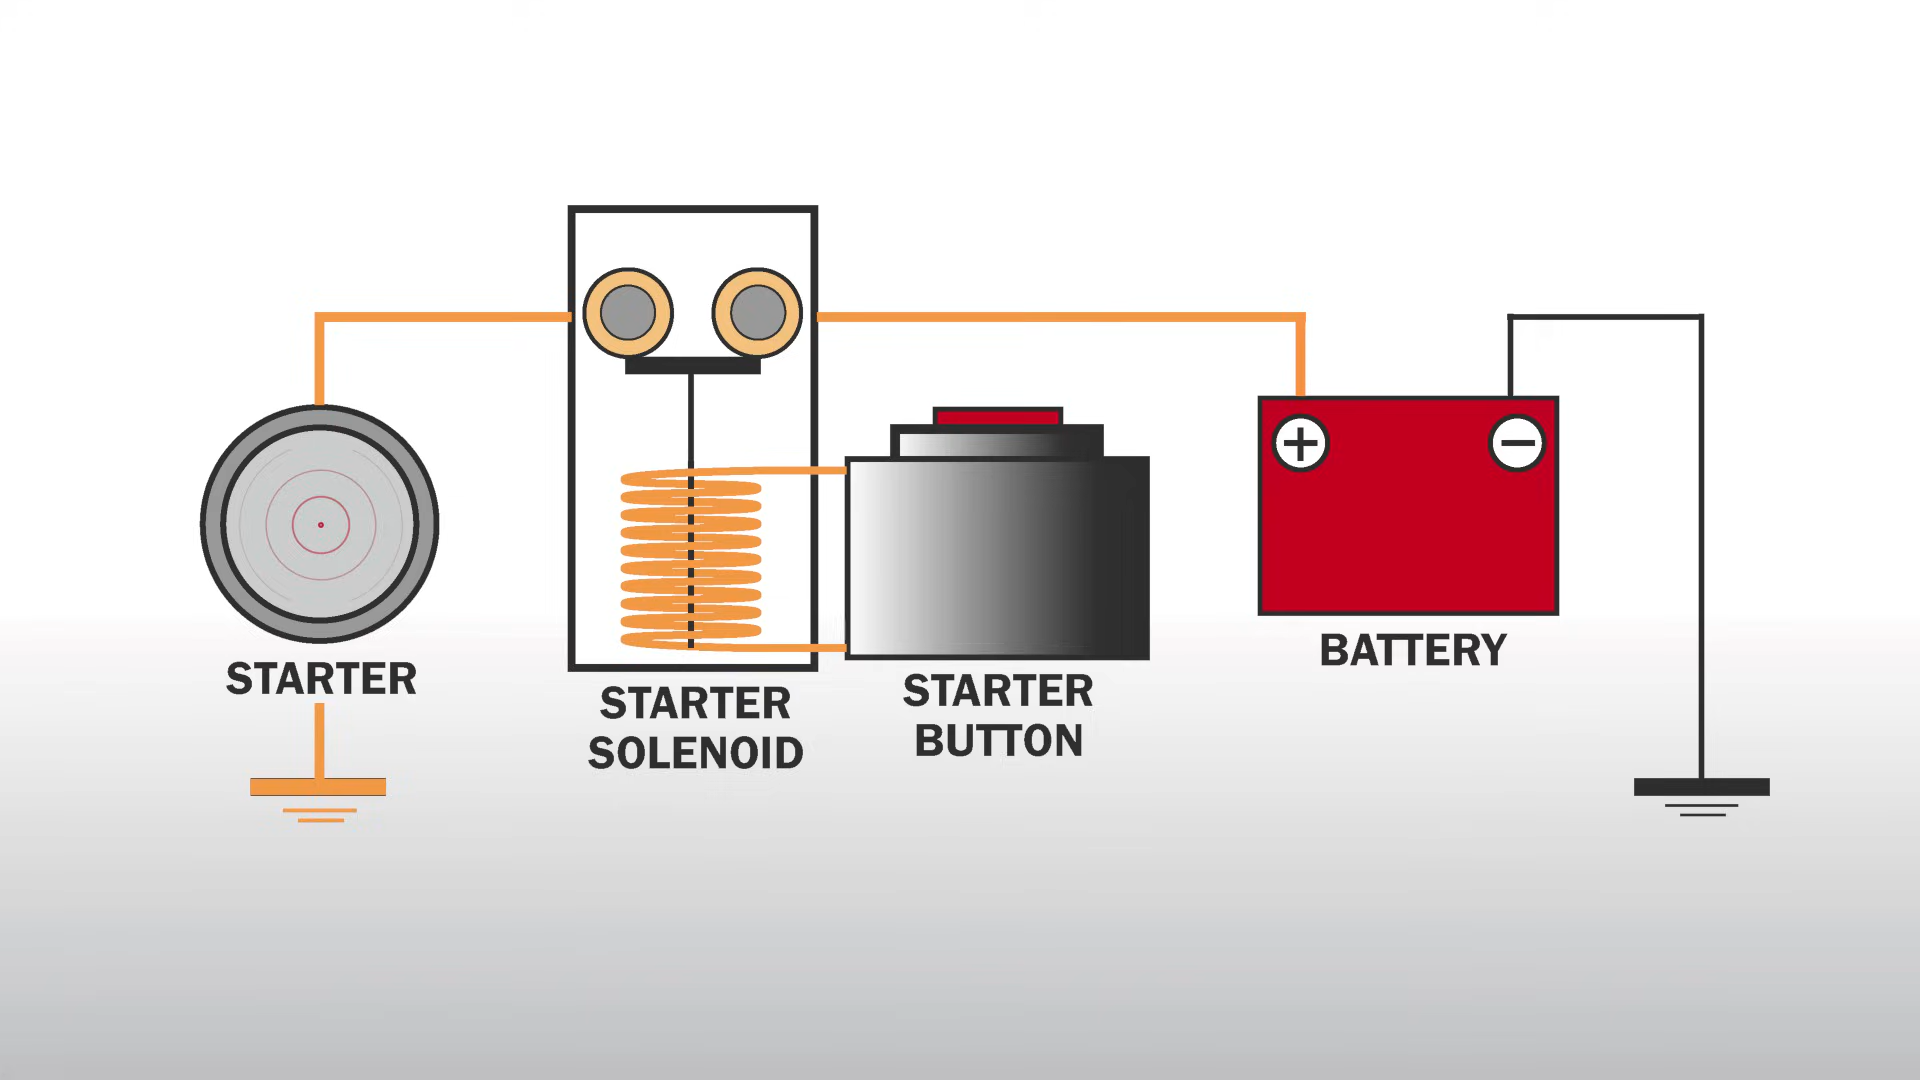 STARTER
STARTER
SOLENOID
STARTER
BUTTON
BATTERY
+
−